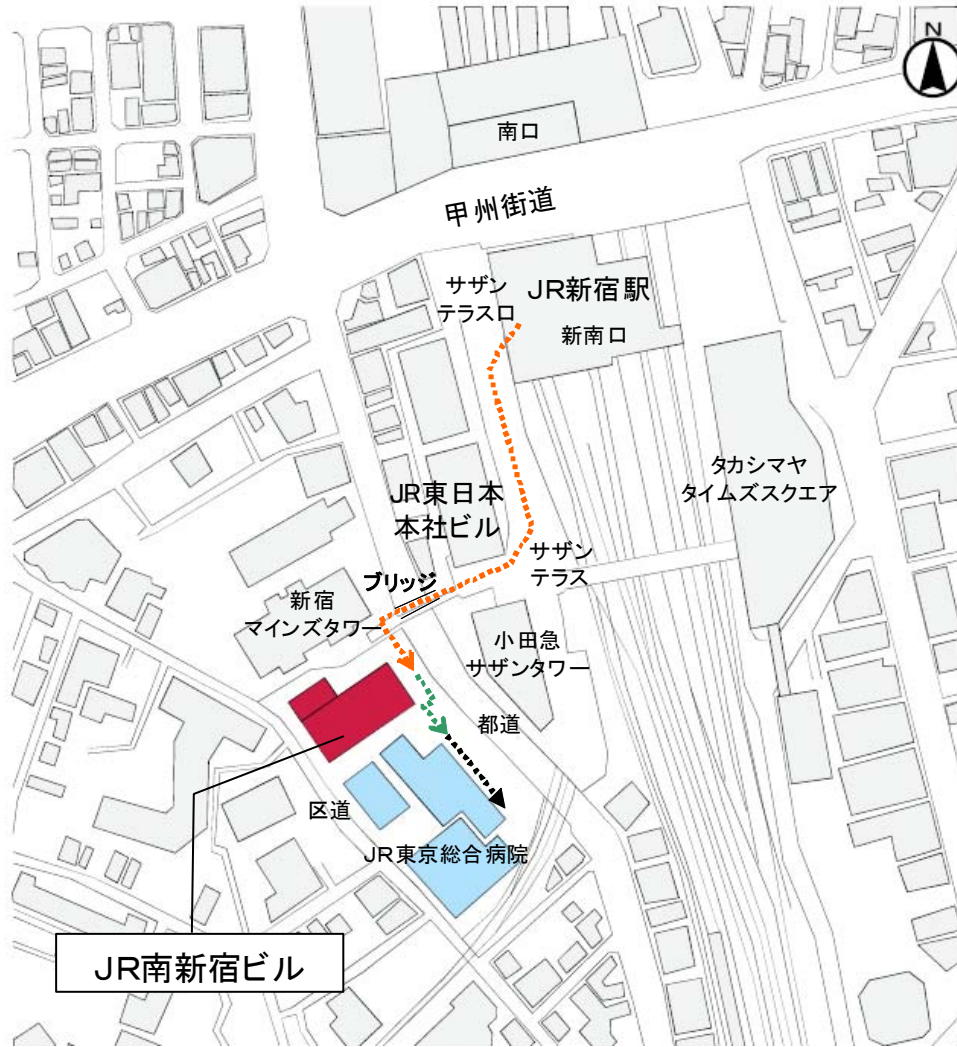 N
南口
甲州街道
サザン
テラス口
JR新宿駅
新南口
タカシマヤ
タイムズスクエア
JR東日本
本社ビル
サザン
テラス
ブリッジ
新宿
マインズタワー
小田急
サザンタワー
都道
区道
JR東京総合病院
JR南新宿ビル